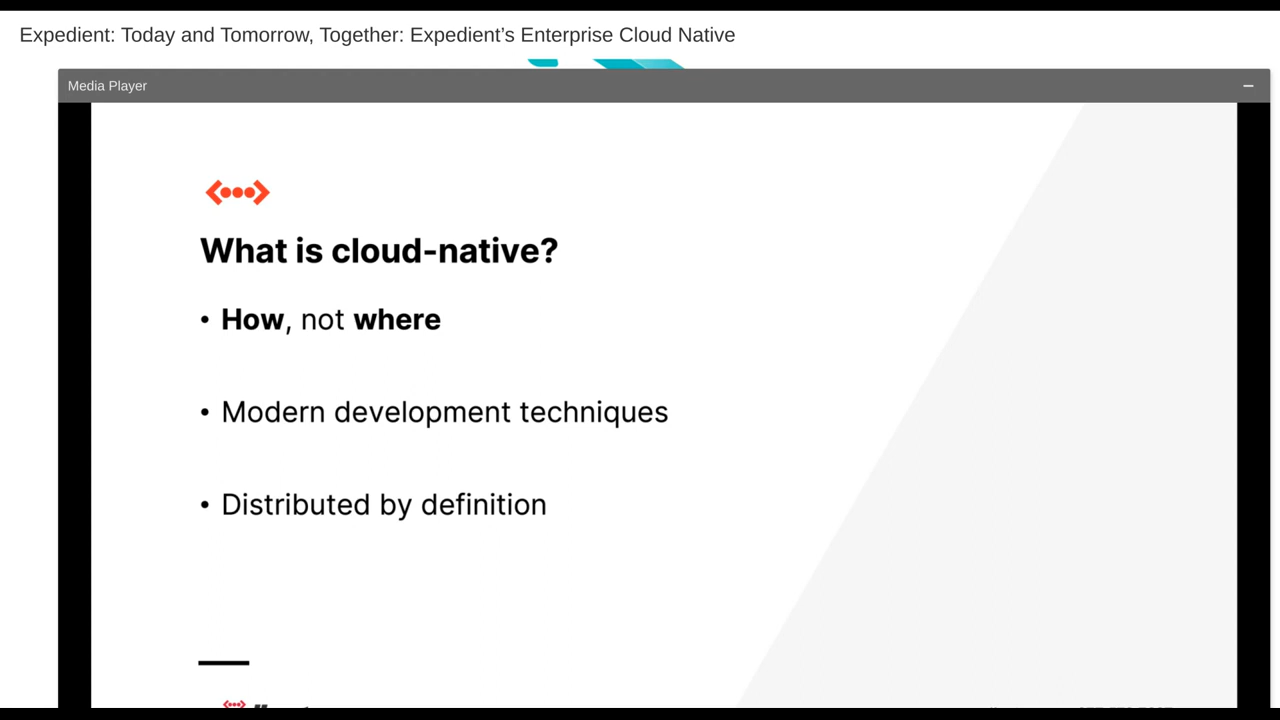 Expedient: Today and Tomorrow, Together: Expedient’s Enterprise Cloud Native
Media Player
What is cloud-native?
• How, not where
• Modern development techniques
• Distributed by definition